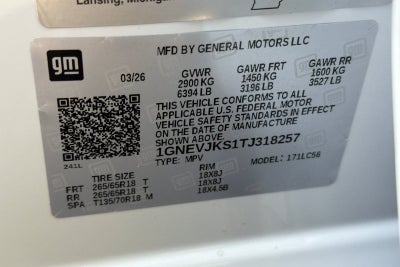 Lansing, Michigan
gm
MFD BY GENERAL MOTORS LLC
03/26
GVWR GAWR FRT GAWR RR
2900 KG 1450 KG 1600 KG
6394 LB 3196 LB 3527 LB
THIS VEHICLE CONFORMS TO ALL
APPLICABLE U.S. FEDERAL MOTOR
VEHICLE SAFETY STANDARDS IN EFFECT
ON THE DATE OF MANUFACTURE
SHOWN ABOVE.
1GNEVJKS1TJ318257
TYPE: MPV MODEL: 171LC56
241L
TIRE SIZE RIM
FRT 265/65R18 T 18X8J
RR 265/65R18 T 18X8J
SPA T135/70R18 M 18X4.5B